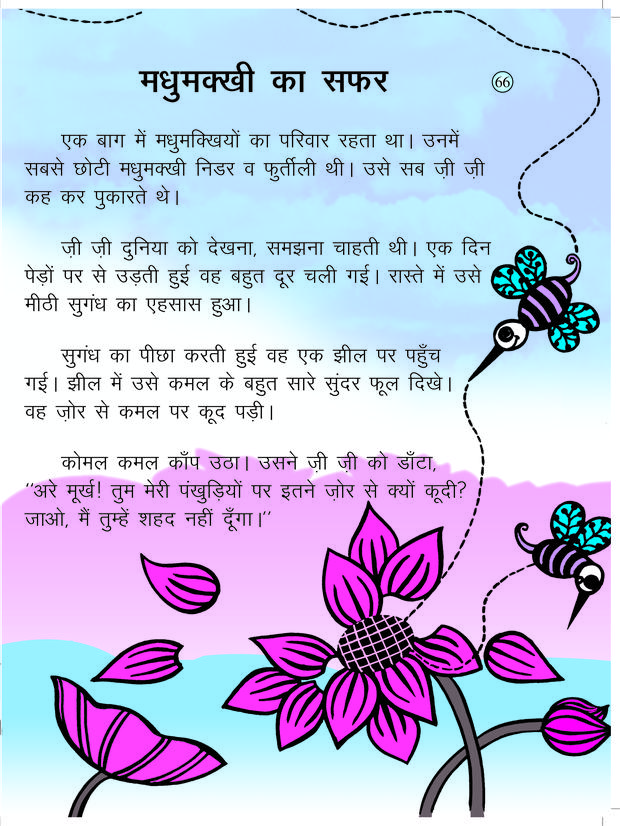 मधुमक्खी का सफर
66
एक बाग में मधुमक्खियों का परिवार रहता था। उनमें
सबसे छोटी मधुमक्खी निडर व फुर्तीली थी। उसे सब ज़ी ज़ी
कह कर पुकारते थे।
ज़ी ज़ी दुनिया को देखना, समझना चाहती थी। एक दिन
पेड़ों पर से उड़ती हुई वह बहुत दूर चली गई। रास्ते में उसे
मीठी सुगंध का एहसास हुआ।
सुगंध का पीछा करती हुई वह एक झील पर पहुँच
गई। झील में उसे कमल के बहुत सारे सुंदर फूल दिखे।
वह ज़ोर से कमल पर कूद पड़ी।
कोमल कमल काँप उठा। उसने ज़ी ज़ी को डाँटा,
“अरे मूर्ख! तुम मेरी पंखुड़ियों पर इतने ज़ोर से क्यों कूदी?
जाओ, मैं तुम्हें शहद नहीं दूँगा।”